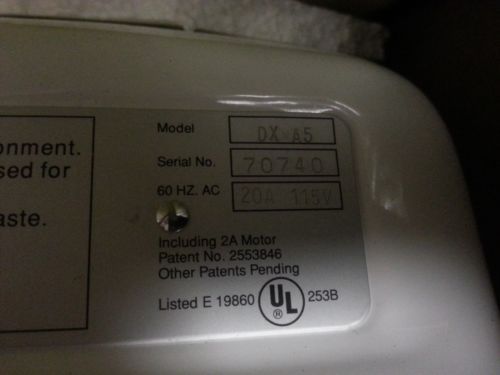 onment.
sed for
aste.
Model DX-A5
Serial No. 70740
60 HZ. AC 20A 115V
Including 2A Motor
Patent No. 2553846
Other Patents Pending
Listed E 19860 UL ® 253B